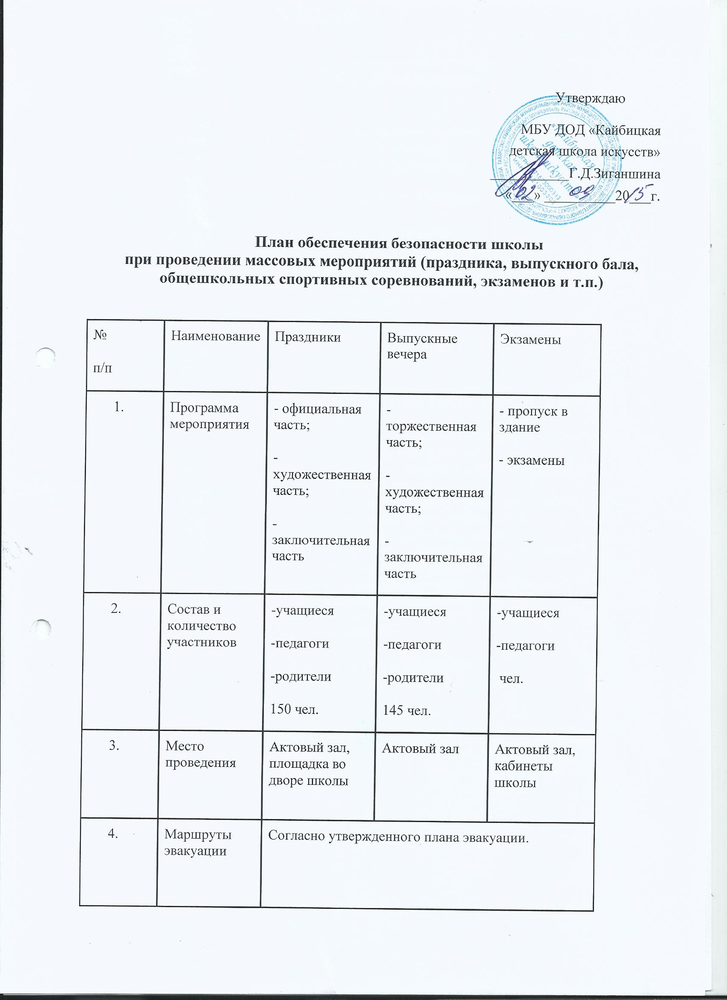 Утверждаю
МБУ ДОД «Кайбицкая
детская школа искусств»
___________Г.Д.Зиганшина
«02» 09 2015г.
План обеспечения безопасности школы
при проведении массовых мероприятий (праздника, выпускного бала,
общешкольных спортивных соревнований, экзаменов и т.п.)
№
п/п
Наименование
Праздники
Выпускные
вечера
Экзамены
1.
Программа
мероприятия
- официальная
часть;
-
художественная
часть;
-
заключительная
часть
-
торжественная
часть;
-
художественная
часть;
-
заключительная
часть
- пропуск в
здание
- экзамены
2.
Состав и
количество
участников
-учащиеся
-педагоги
-родители
150 чел.
-учащиеся
-педагоги
-родители
145 чел.
-учащиеся
-педагоги
чел.
3.
Место
проведения
Актовый зал,
площадка во
дворе школы
Актовый зал
Актовый зал,
кабинеты
школы
4.
Маршруты
эвакуации
Согласно утвержденного плана эвакуации.